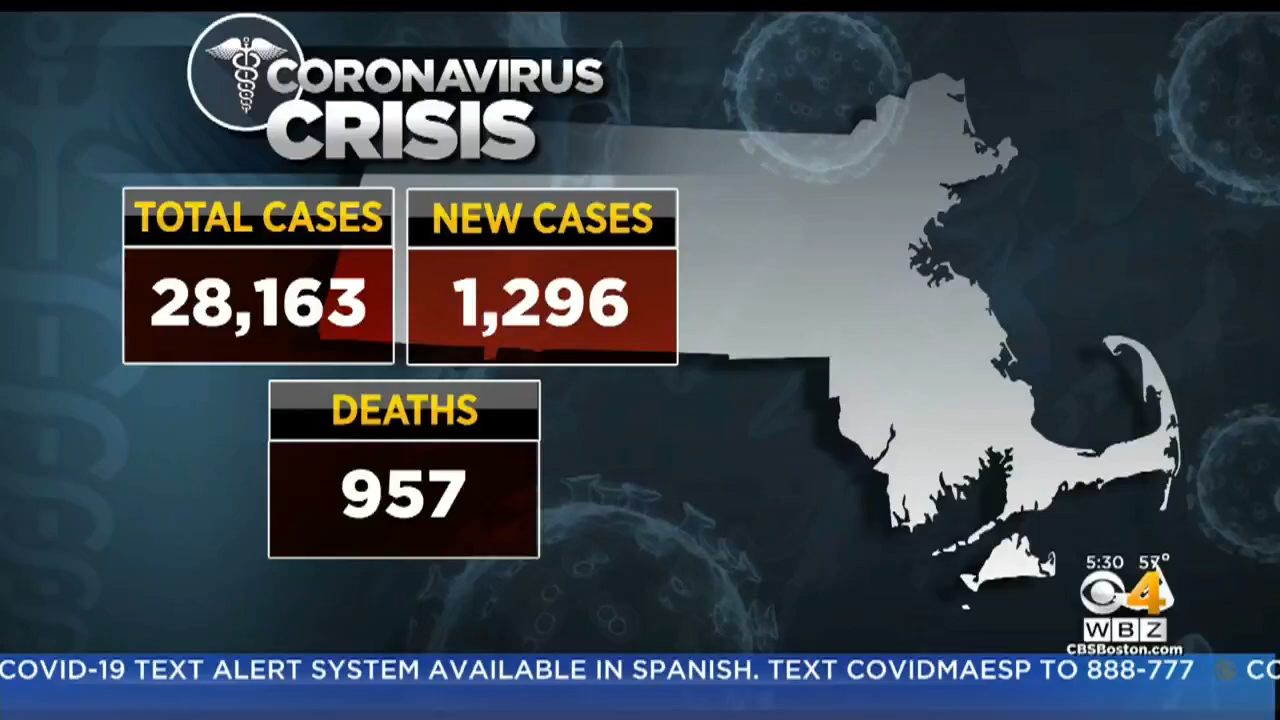 CORONAVIRUS
CRISIS
TOTAL CASES
28,163
NEW CASES
1,296
DEATHS
957
5:30
4
WBZ
CBSBoston.com
COVID-19 TEXT ALERT SYSTEM AVAILABLE IN SPANISH. TEXT COVIDMAESP TO 888-777